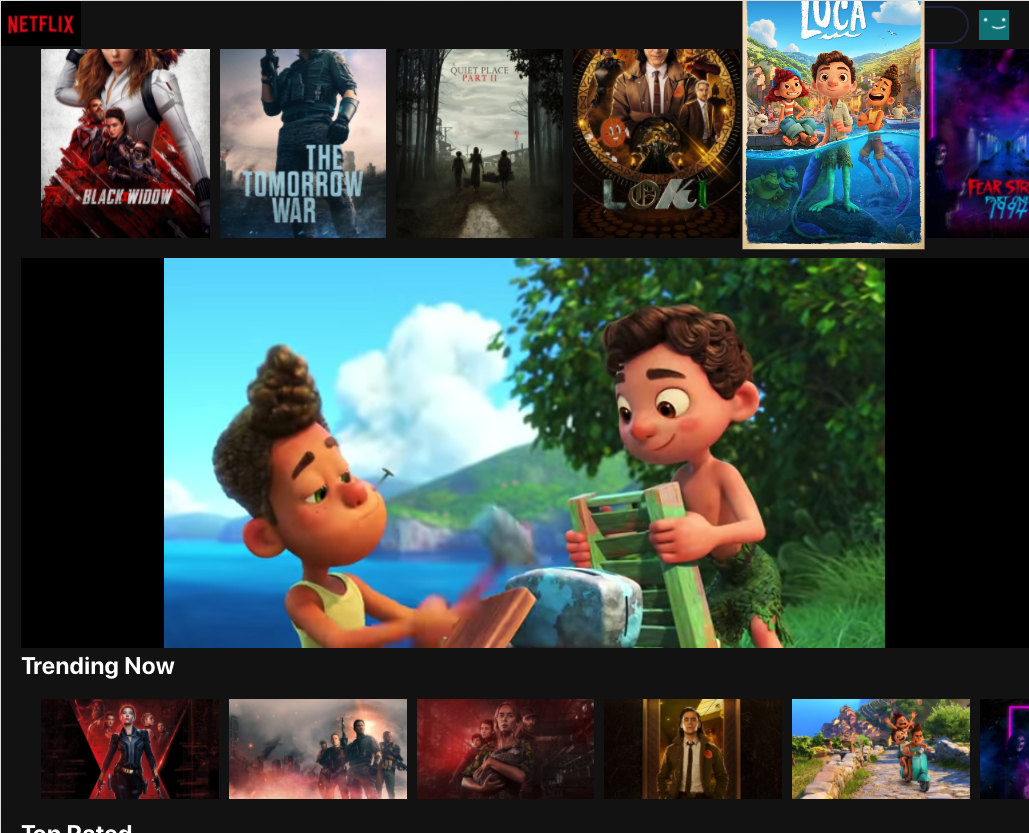 NETFLIX
LUCA
BLACK WIDOW
THE
TOMORROW
WAR
QUIET PLACE
PART II
LOKI
FEAR STR
PART ONE
1994
Trending Now
Top Rated